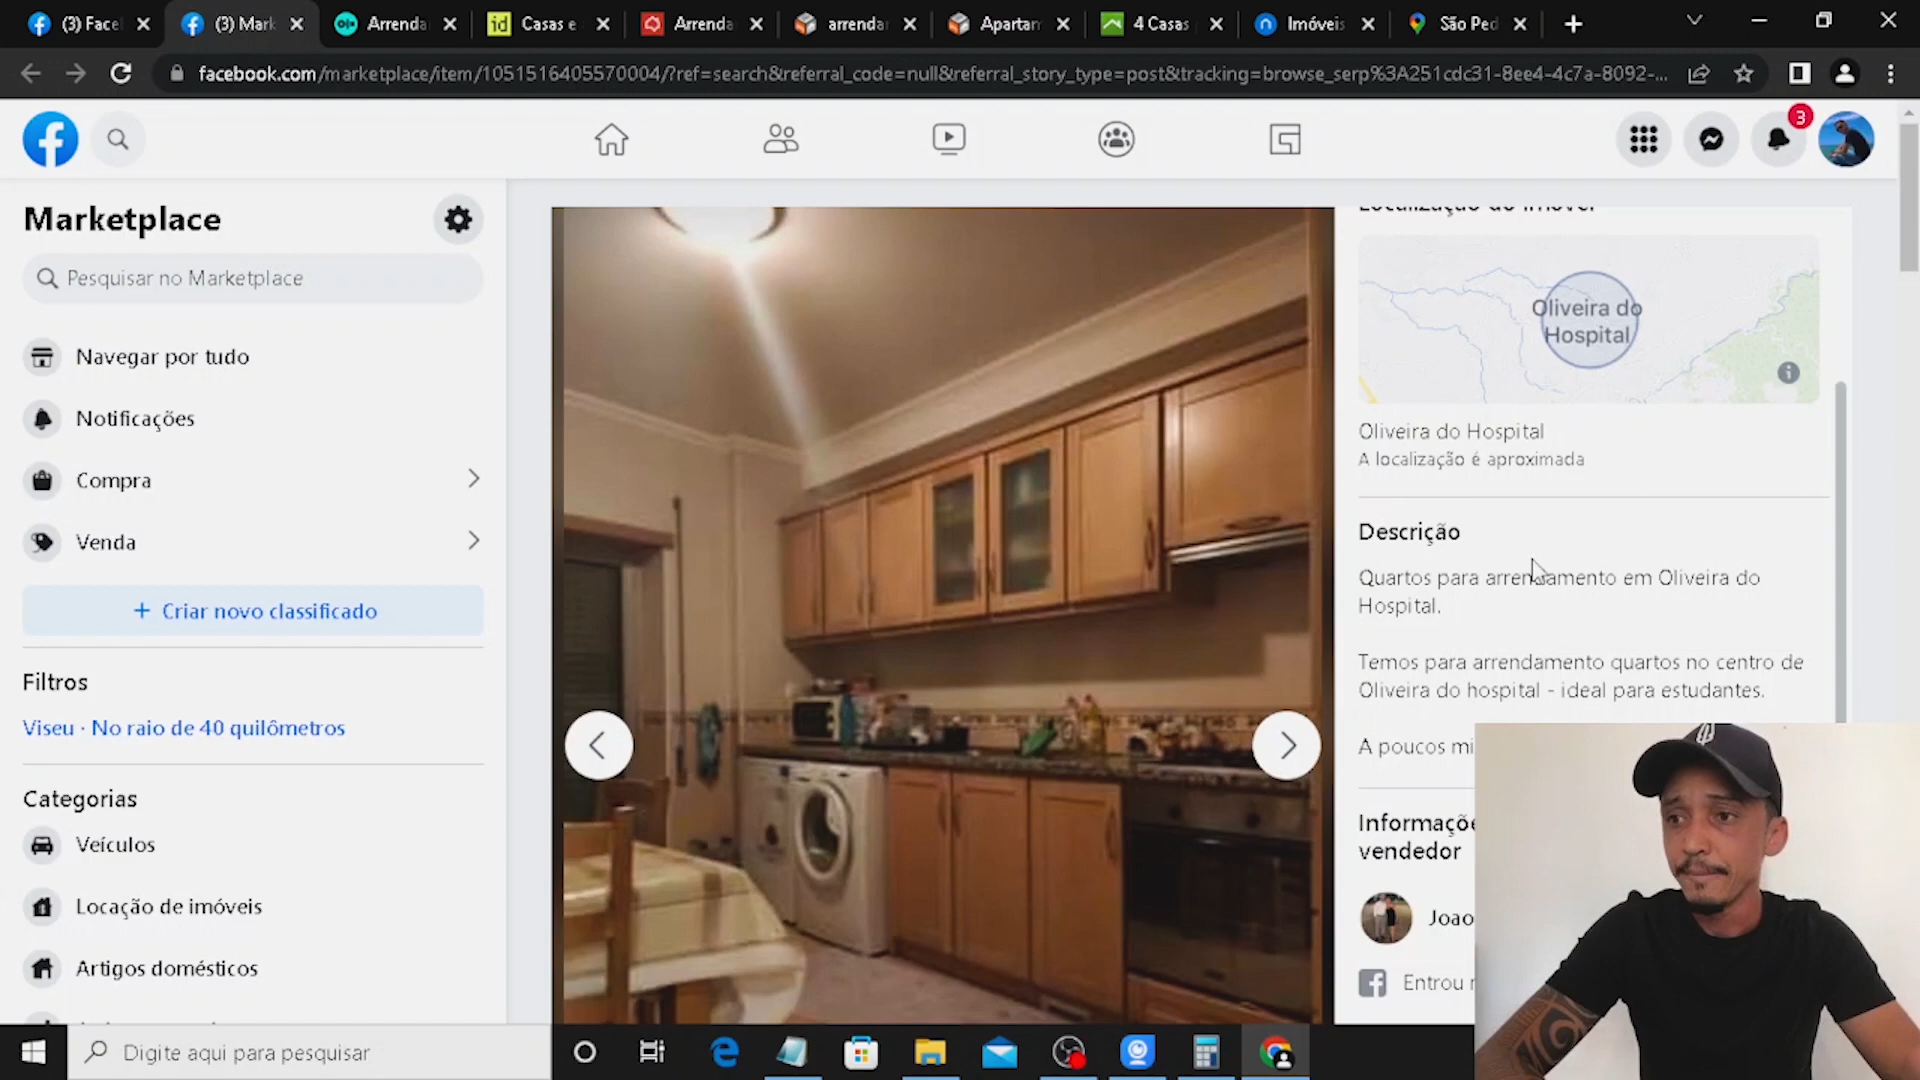 (3) Face
(3) Mark
Arrenda
Casas e
Arrenda
arrendar
Apartam
4 Casas
Imóveis
São Ped
facebook.com/marketplace/item/1051516405570004/?ref=search&referral_code=null&referral_story_type=post&tracking=browse_serp%3A251cdc31-8ee4-4c7a-8092-...
3
Marketplace
Pesquisar no Marketplace
Navegar por tudo
Notificações
Compra
Venda
+ Criar novo classificado
Filtros
Viseu · No raio de 40 quilômetros
Categorias
Veículos
Locação de imóveis
Artigos domésticos
Localização do imóvel
Oliveira do
Hospital
Oliveira do Hospital
A localização é aproximada
Descrição
Quartos para arrendamento em Oliveira do
Hospital.
Temos para arrendamento quartos no centro de
Oliveira do hospital - ideal para estudantes.
A poucos mi
Informaçõe
vendedor
Joao
Entrou
Digite aqui para pesquisar